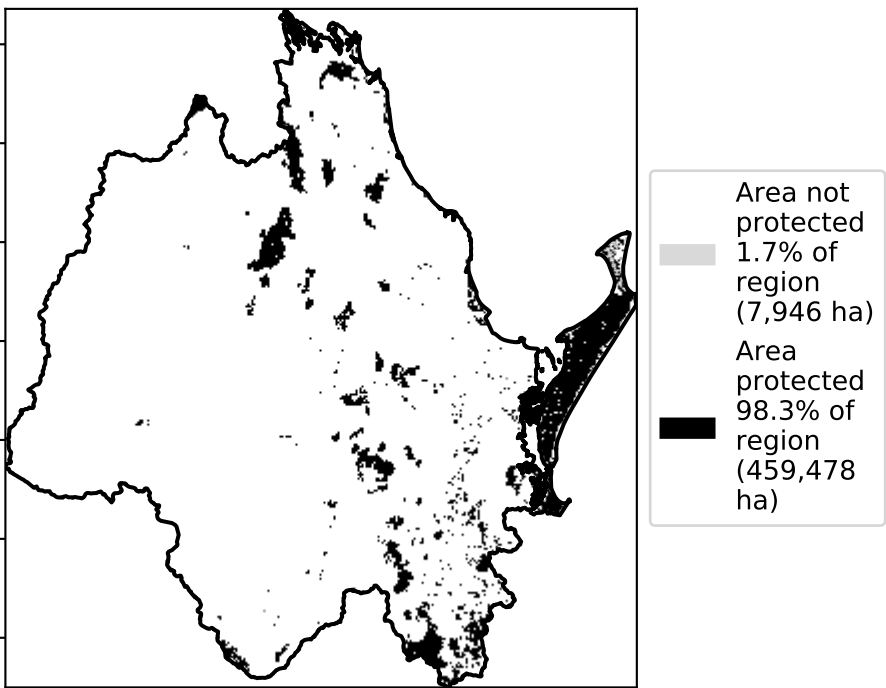 Area not
protected
1.7% of
region
(7,946 ha)
Area
protected
98.3% of
region
(459,478
ha)